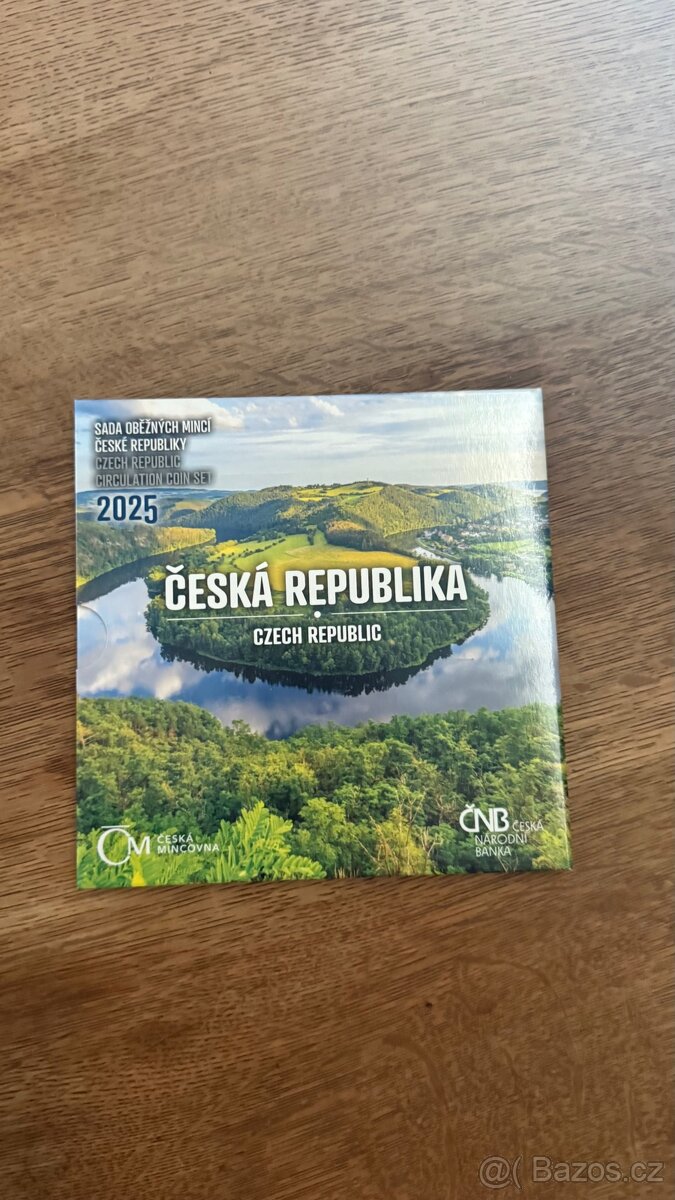 SADA OBĚŽNÝCH MINCÍ
ČESKÉ REPUBLIKY
CZECH REPUBLIC
CIRCULATION COIN SET
2025
ČESKÁ REPUBLIKA
CZECH REPUBLIC
ČM ČESKÁ
MINCOVNA
ČNB ČESKÁ
NÁRODNÍ
BANKA
@( Bazos.cz